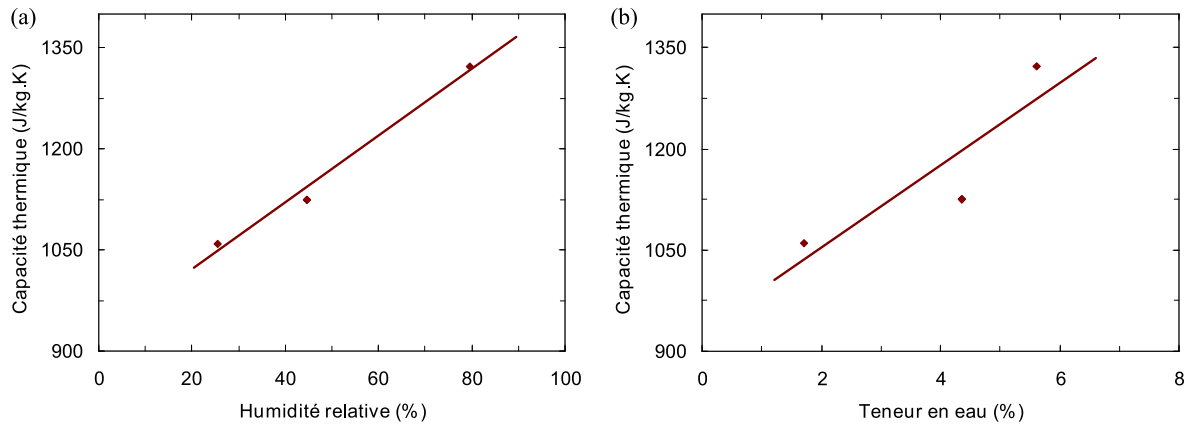 (a)
Capacité thermique (J/kg.K)
1350
1200
1050
900
0 20 40 60 80 100
Humidité relative (%)
(b)
Capacité thermique (J/kg.K)
1350
1200
1050
900
0 2 4 6 8
Teneur en eau (%)